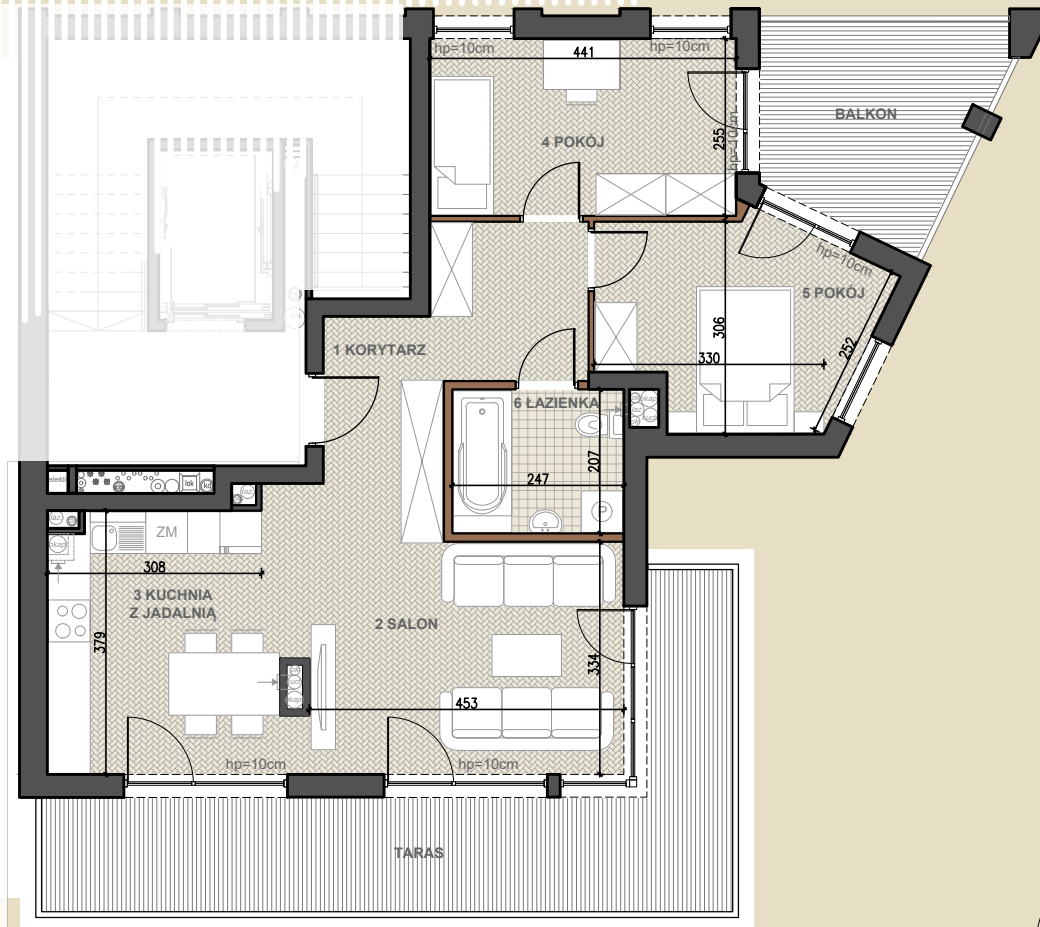 hp=10cm
441
hp=10cm
BALKON
255
hp=10cm
4 POKÓJ
hp=10cm
5 POKÓJ
306
330
252
1 KORYTARZ
6 ŁAZIENKA
207
247
lok
ZM
308
3 KUCHNIA
Z JADALNIĄ
379
2 SALON
334
453
hp=10cm
hp=10cm
TARAS